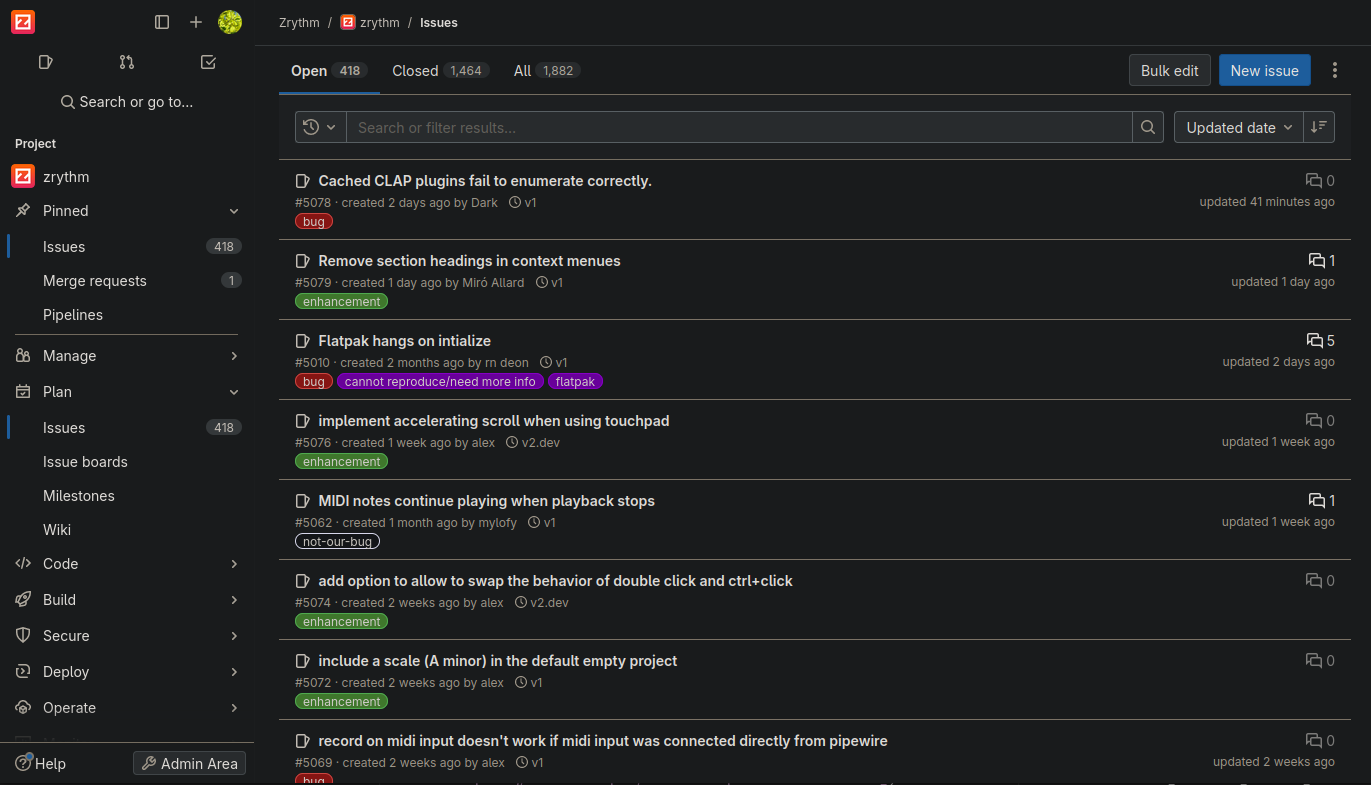 Zrythm / zrythm / Issues
Search or go to...
Project
zrythm
Pinned
Issues 418
Merge requests 1
Pipelines
Manage
Plan
Issues 418
Issue boards
Milestones
Wiki
Code
Build
Secure
Deploy
Operate
Help
Admin Area
Open 418 Closed 1,464 All 1,882
Bulk edit New issue
Search or filter results...
Updated date
Cached CLAP plugins fail to enumerate correctly. 0
#5078 · created 2 days ago by Dark v1 updated 41 minutes ago
bug
Remove section headings in context menues 1
#5079 · created 1 day ago by Miró Allard v1 updated 1 day ago
enhancement
Flatpak hangs on intialize 5
#5010 · created 2 months ago by rn deon v1 updated 2 days ago
bug cannot reproduce/need more info flatpak
implement accelerating scroll when using touchpad 0
#5076 · created 1 week ago by alex v2.dev updated 1 week ago
enhancement
MIDI notes continue playing when playback stops 1
#5062 · created 1 month ago by mylofy v1 updated 1 week ago
not-our-bug
add option to allow to swap the behavior of double click and ctrl+click 0
#5074 · created 2 weeks ago by alex v2.dev
enhancement
include a scale (A minor) in the default empty project 0
#5072 · created 2 weeks ago by alex v1
enhancement
record on midi input doesn't work if midi input was connected directly from pipewire 0
#5069 · created 2 weeks ago by alex v1 updated 2 weeks ago
bug